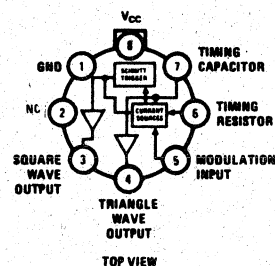 VCC
8
GND
1
SCHMITT
TRIGGER
7
TIMING
CAPACITOR
NC
2
CURRENT
SOURCES
6
TIMING
RESISTOR
SQUARE
WAVE
OUTPUT
3
4
5
MODULATION
INPUT
TRIANGLE
WAVE
OUTPUT
TOP VIEW